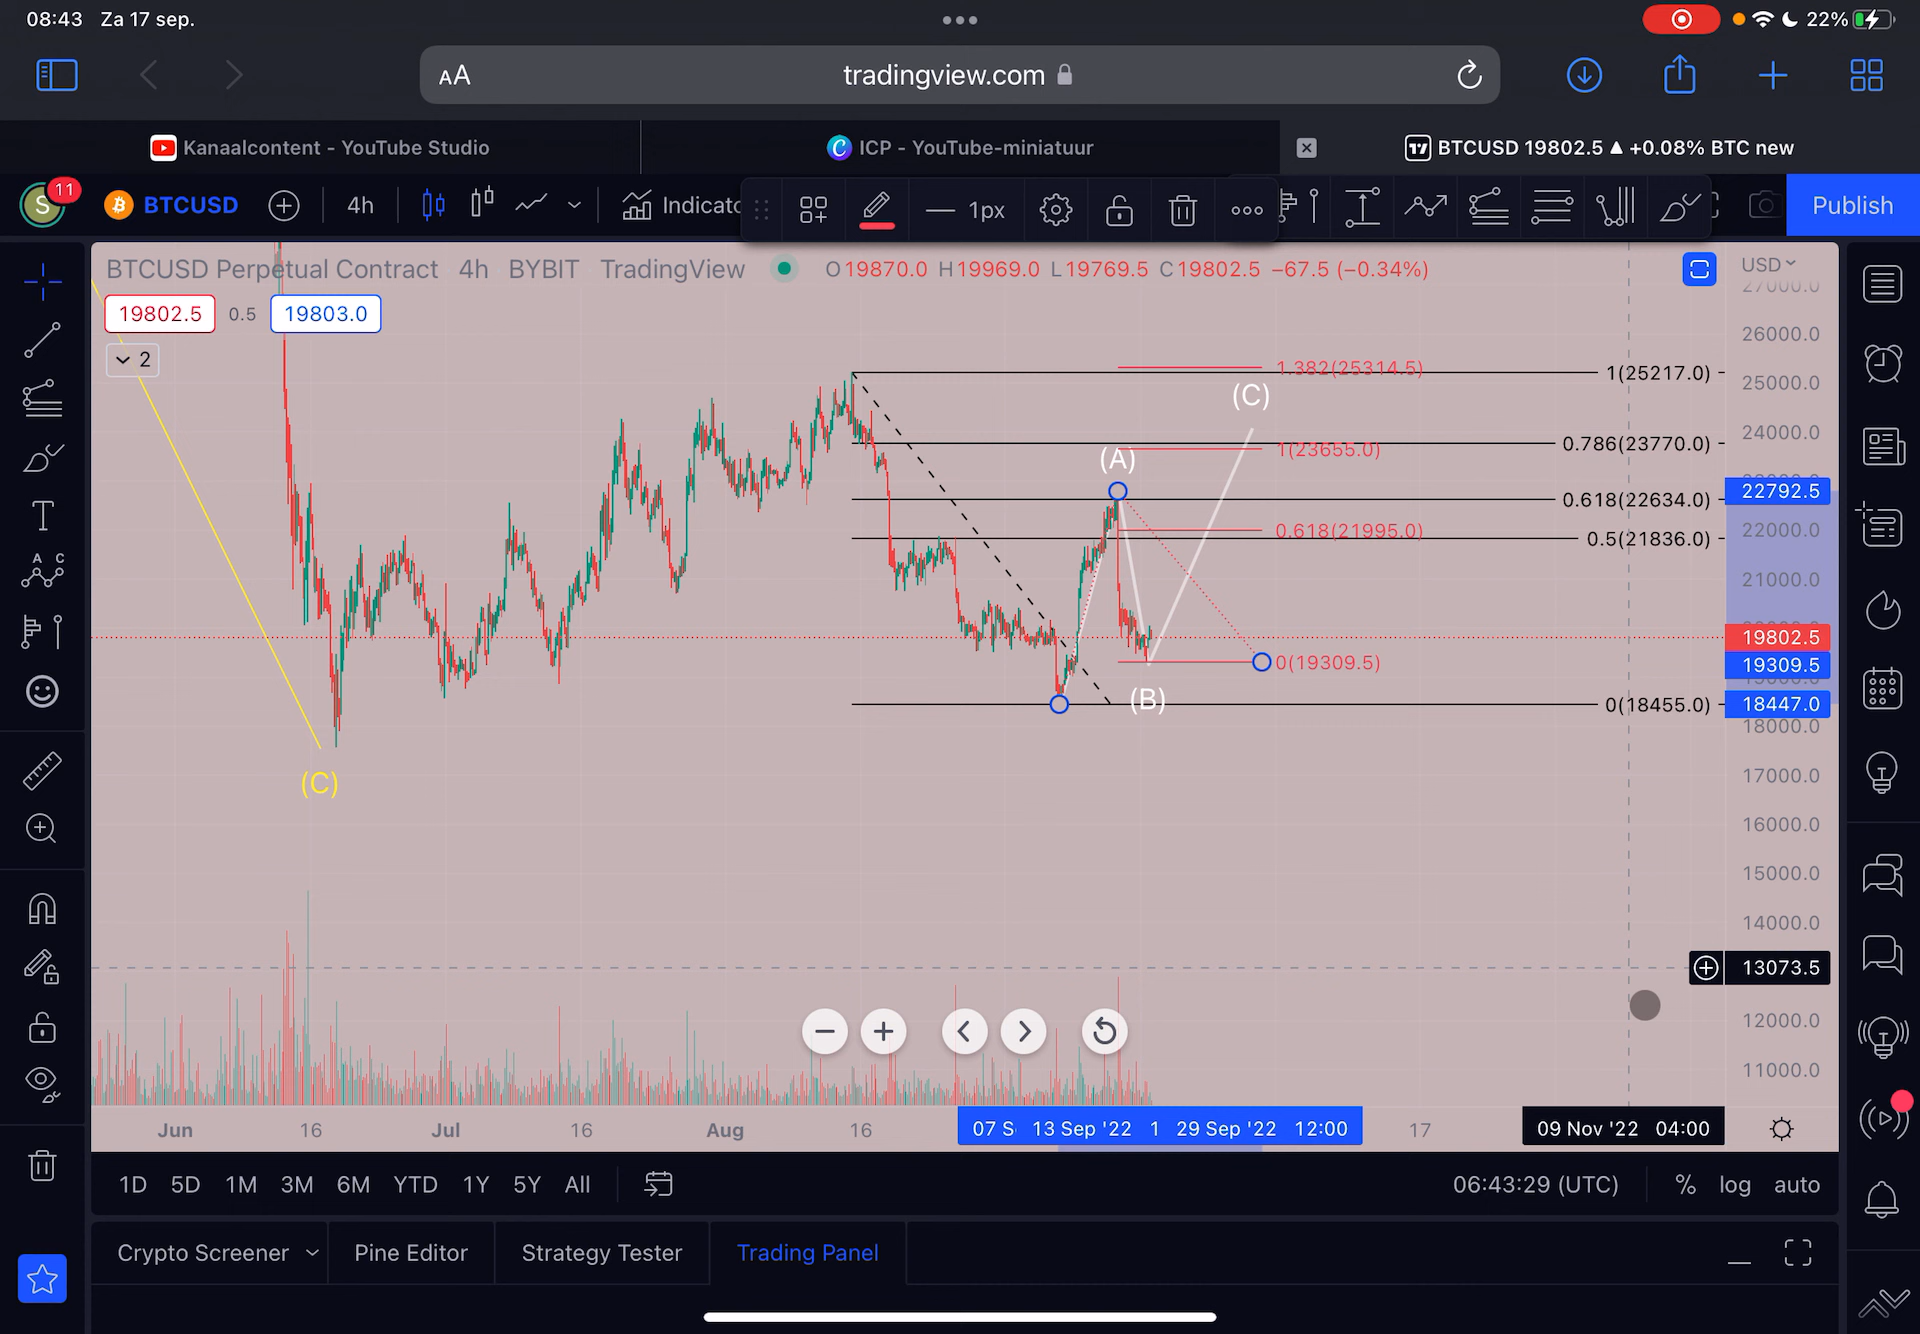 08:43 Za 17 sep.
22%
AA
tradingview.com
Kanaalcontent - YouTube Studio
ICP - YouTube-miniatuur
BTCUSD 19802.5 ▲ +0.08% BTC new
S
11
BTCUSD
4h
Indicato
1px
Publish
BTCUSD Perpetual Contract 4h BYBIT TradingView
O19870.0 H19969.0 L19769.5 C19802.5 −67.5 (−0.34%)
USD
27000.0
19802.5
0.5
19803.0
26000.0
2
1.382(25314.5)
1(25217.0)
25000.0
(C)
24000.0
0.786(23770.0)
1(23655.0)
(A)
22792.5
0.618(22634.0)
0.618(21995.0)
22000.0
0.5(21836.0)
21000.0
19802.5
0(19309.5)
19309.5
(B)
0(18455.0)
18447.0
18000.0
(C)
17000.0
16000.0
15000.0
14000.0
13073.5
12000.0
11000.0
Jun
16
Jul
16
Aug
16
07 S
13 Sep '22
1
29 Sep '22 12:00
17
09 Nov '22 04:00
1D 5D 1M 3M 6M YTD 1Y 5Y All
06:43:29 (UTC)
% log auto
Crypto Screener
Pine Editor
Strategy Tester
Trading Panel